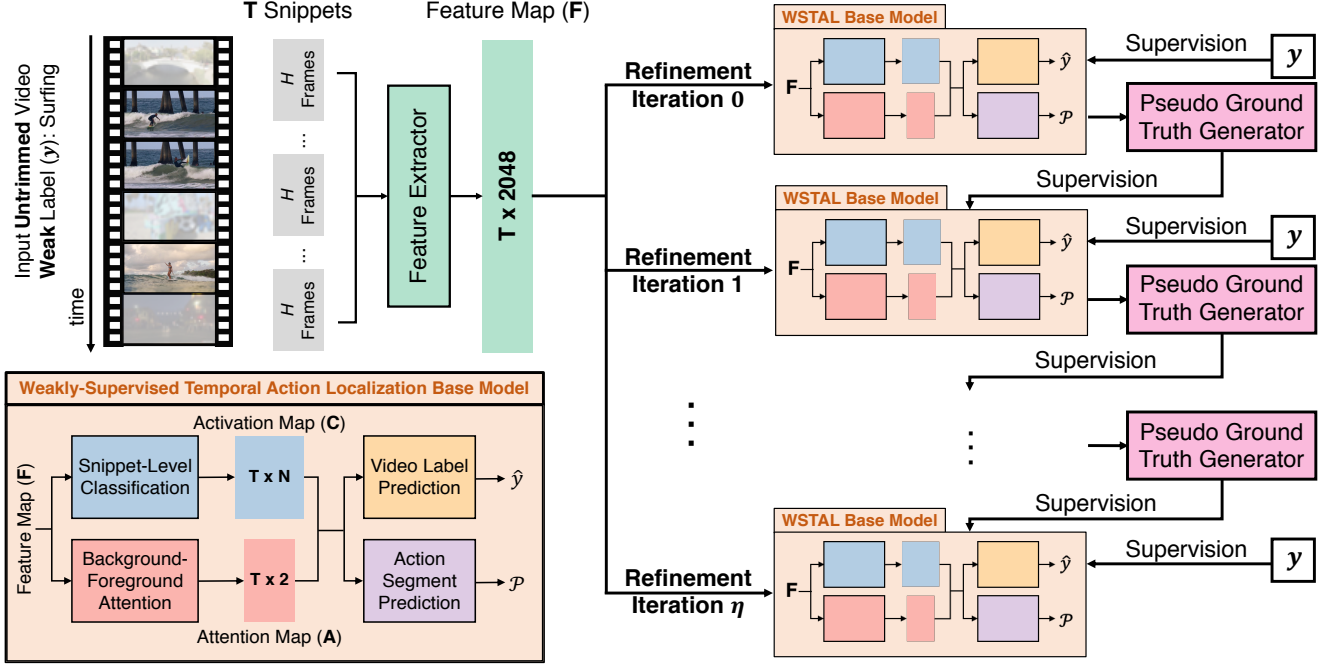 T Snippets
Feature Map (F)
Input Untrimmed Video
Weak Label (y): Surfing
time
H
Frames
...
H
Frames
...
H
Frames
Feature Extractor
T x 2048
Refinement
Iteration 0
WSTAL Base Model
F
ŷ
𝒫
Supervision
y
Pseudo Ground
Truth Generator
Supervision
Refinement
Iteration 1
WSTAL Base Model
F
ŷ
𝒫
Supervision
y
Pseudo Ground
Truth Generator
Supervision
...
...
Pseudo Ground
Truth Generator
Supervision
Refinement
Iteration η
WSTAL Base Model
F
ŷ
𝒫
Supervision
y
Weakly-Supervised Temporal Action Localization Base Model
Feature Map (F)
Activation Map (C)
Snippet-Level
Classification
T x N
Video Label
Prediction
ŷ
Background-
Foreground
Attention
T x 2
Action
Segment
Prediction
𝒫
Attention Map (A)